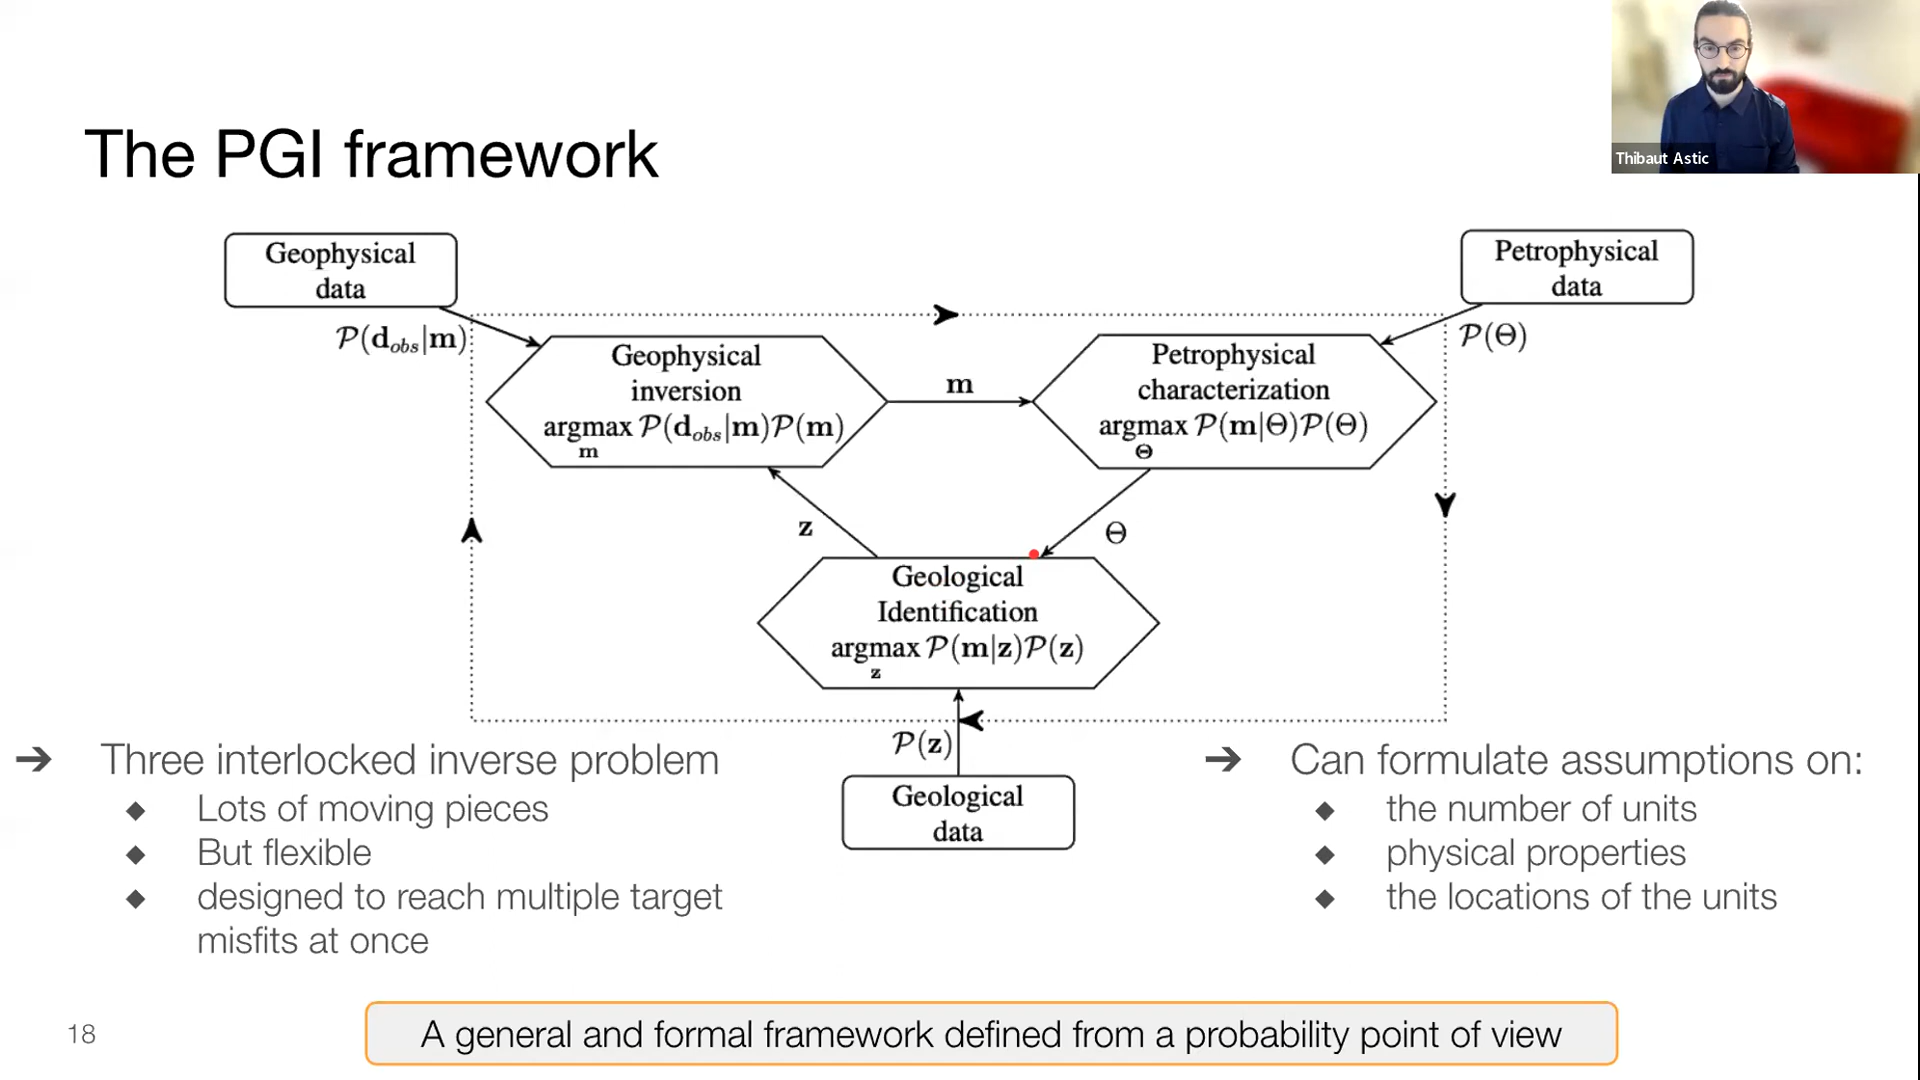 Thibaut Astic
The PGI framework
Geophysical
data
Petrophysical
data
𝒫(d_obs|m)
𝒫(Θ)
Geophysical
inversion
argmax 𝒫(d_obs|m)𝒫(m)
m
m
Petrophysical
characterization
argmax 𝒫(m|Θ)𝒫(Θ)
Θ
z
Θ
Geological
Identification
argmax 𝒫(m|z)𝒫(z)
z
𝒫(z)
Geological
data
➔ Three interlocked inverse problem
◆ Lots of moving pieces
◆ But flexible
◆ designed to reach multiple target
misfits at once
➔ Can formulate assumptions on:
◆ the number of units
◆ physical properties
◆ the locations of the units
18
A general and formal framework defined from a probability point of view